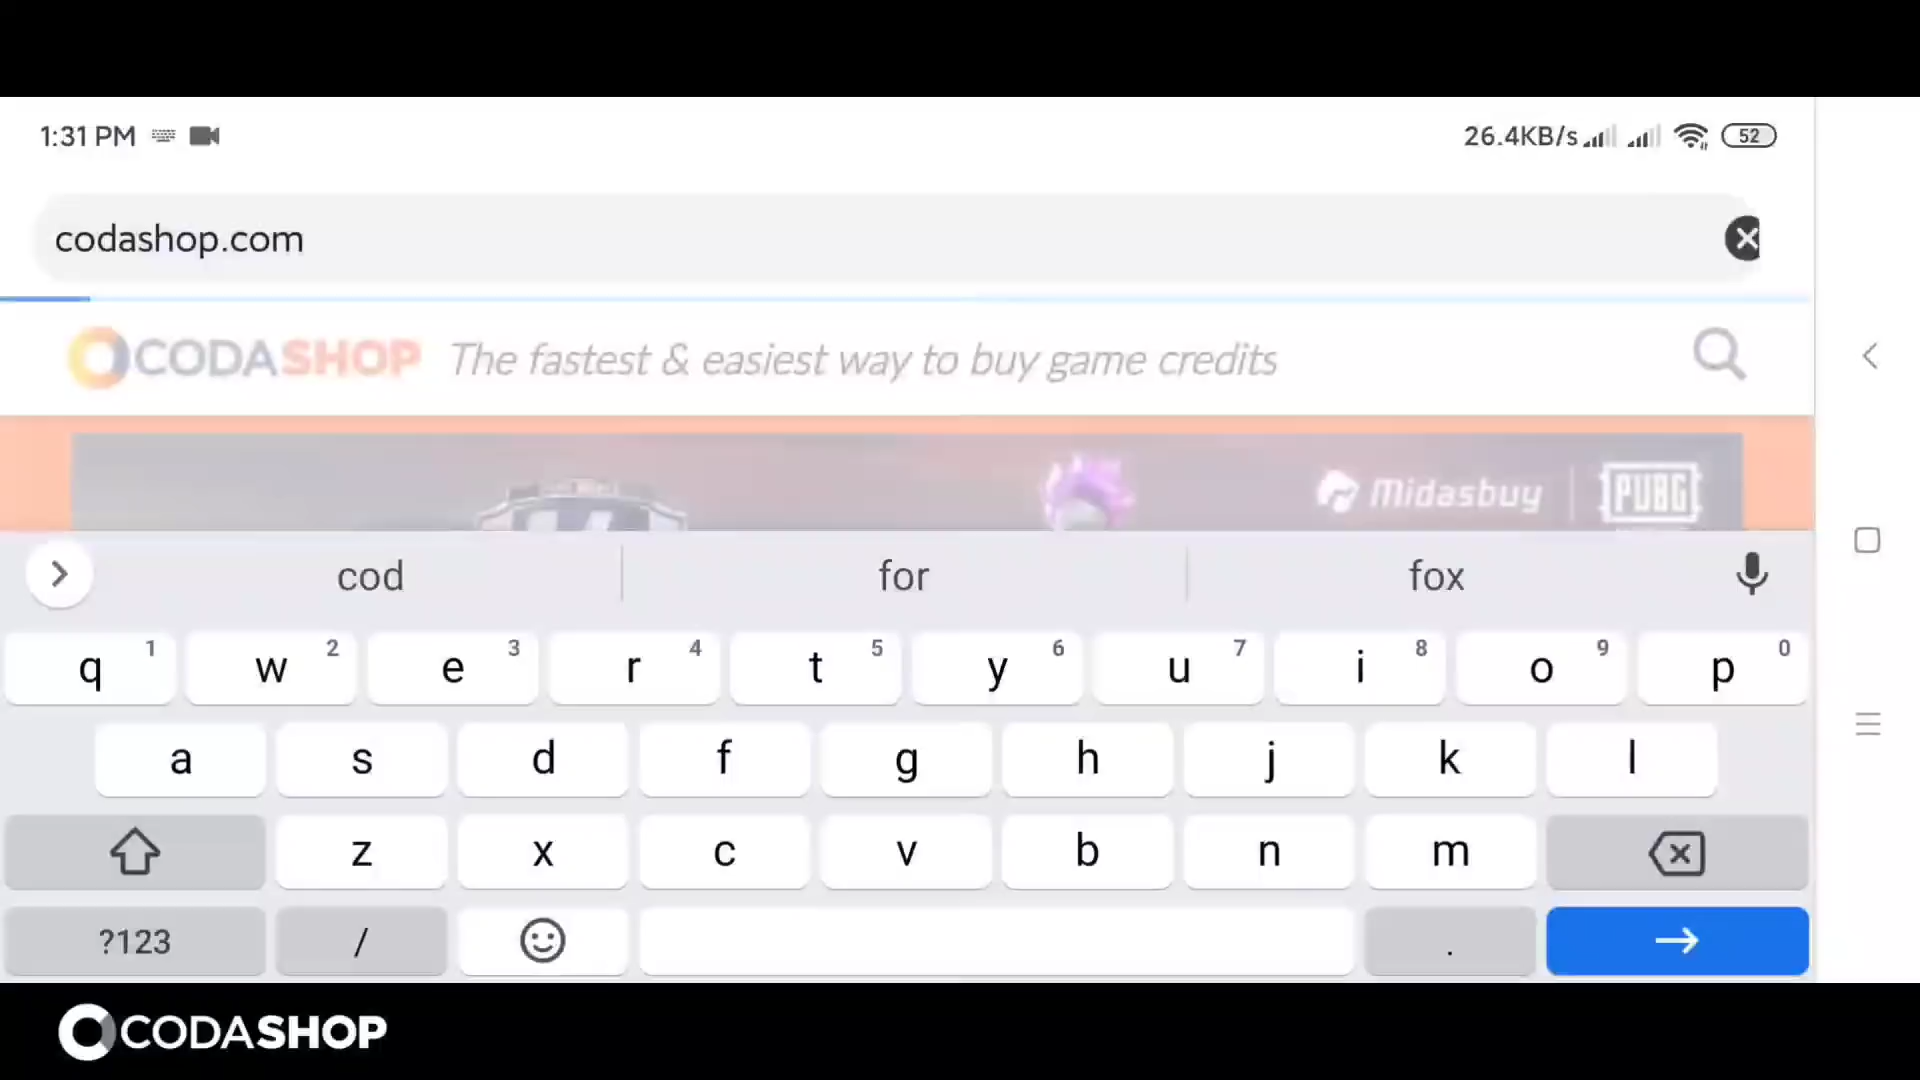 1:31 PM 26.4KB/s 52
codashop.com
CODASHOP The fastest & easiest way to buy game credits
Midasbuy PUBG
cod for fox
q 1 w 2 e 3 r 4 t 5 y 6 u 7 i 8 o 9 p 0
a s d f g h j k l
z x c v b n m
?123 / .
CODASHOP